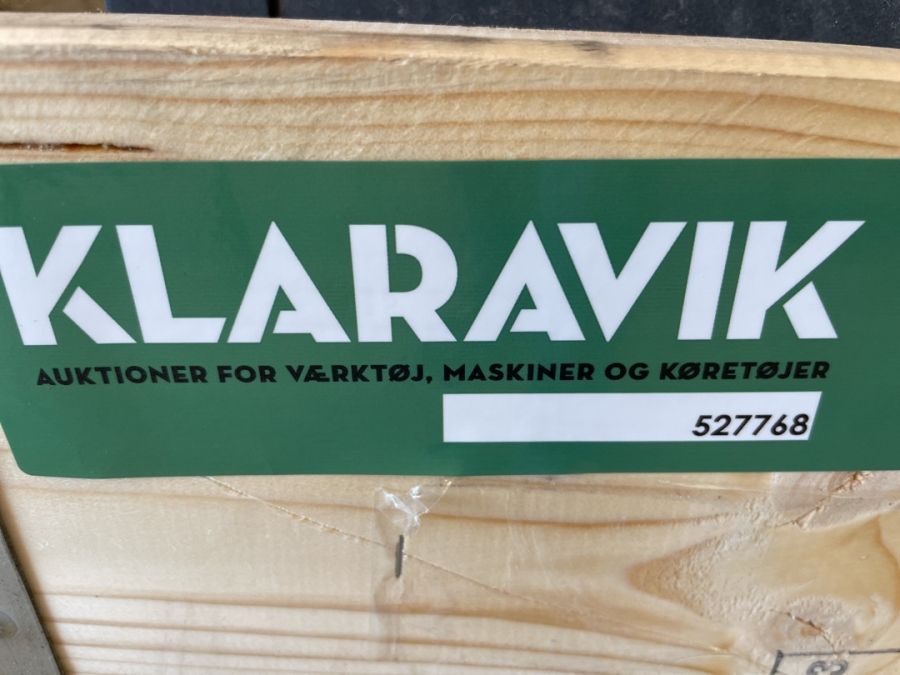 KLARAVIK
AUKTIONER FOR VÆRKTØJ, MASKINER OG KØRETØJER
527768